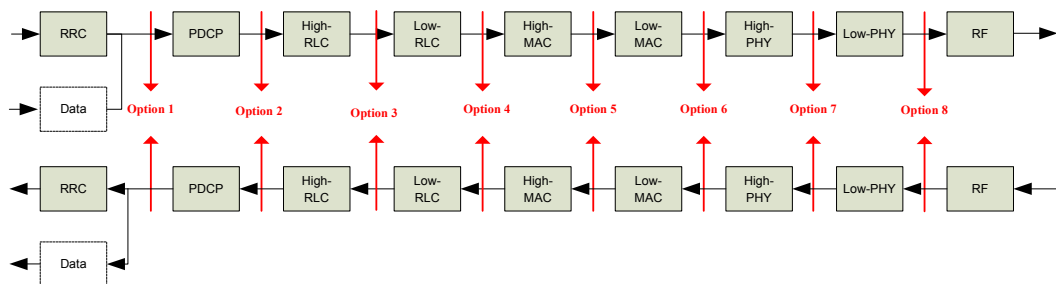 RRC
PDCP
High-
RLC
Low-
RLC
High-
MAC
Low-
MAC
High-
PHY
Low-PHY
RF
Data
Option 1
Option 2
Option 3
Option 4
Option 5
Option 6
Option 7
Option 8
RRC
PDCP
High-
RLC
Low-
RLC
High-
MAC
Low-
MAC
High-
PHY
Low-PHY
RF
Data